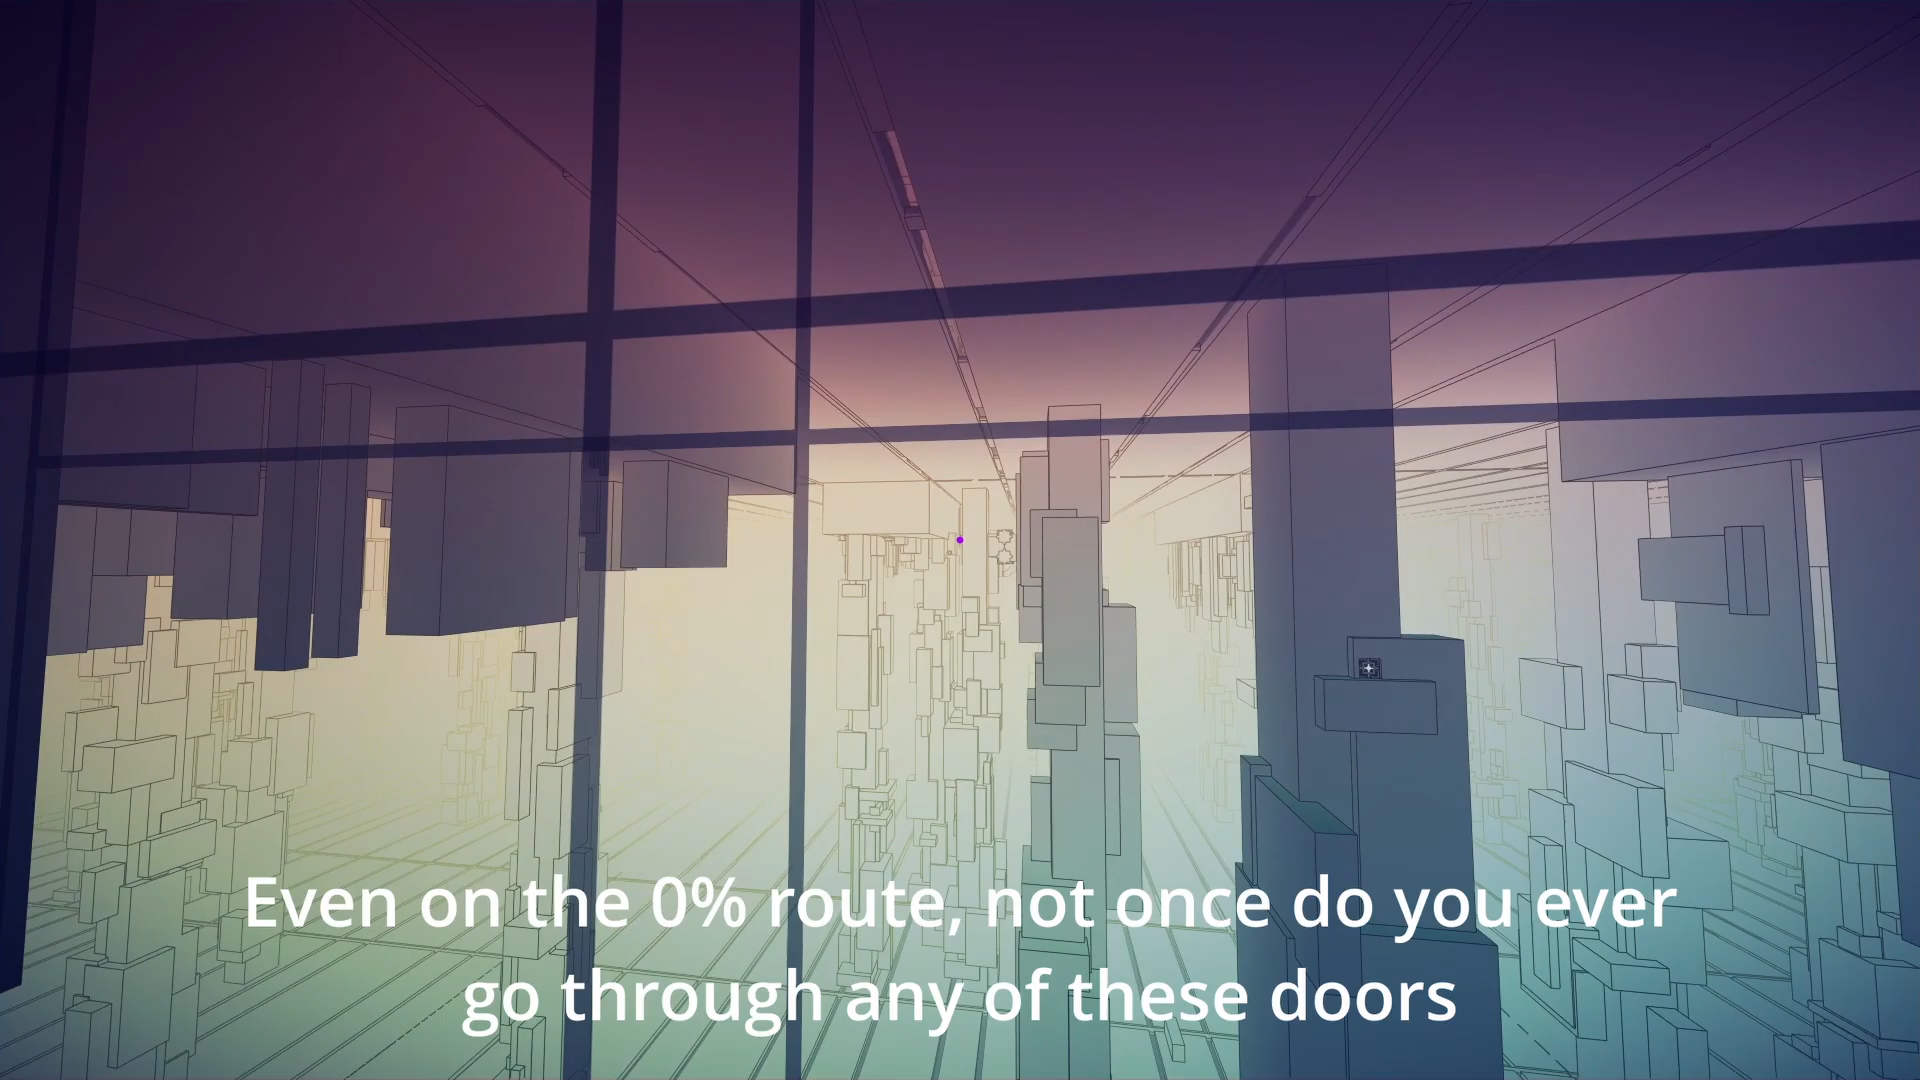 Even on the 0% route, not once do you ever
go through any of these doors